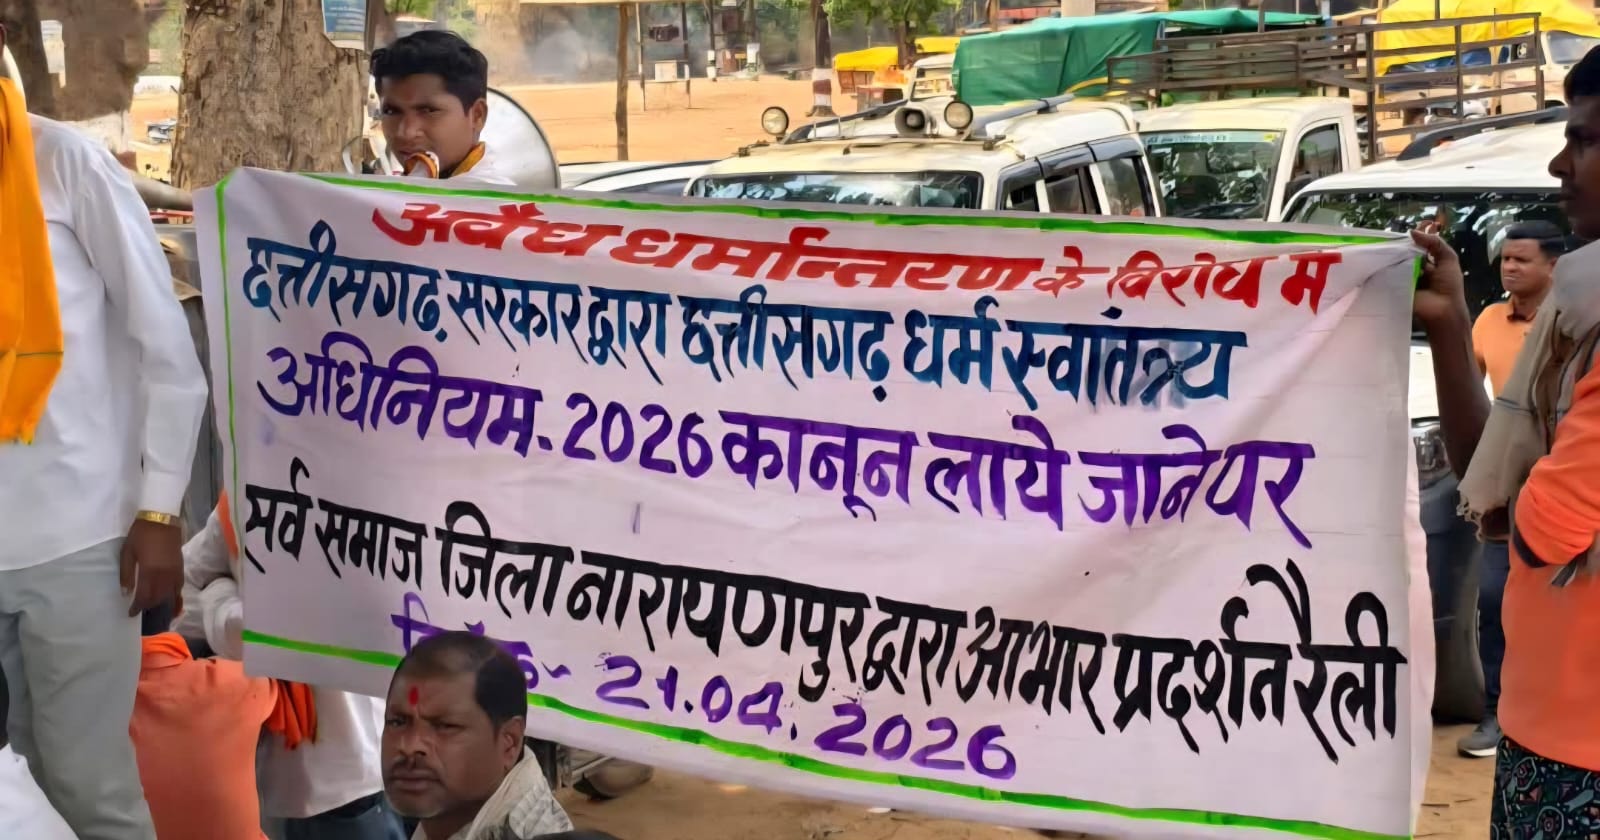 अवैध धर्मान्तरण के विरोध में
छत्तीसगढ़ सरकार द्वारा छत्तीसगढ़ धर्म स्वातंत्र्य
अधिनियम. 2026 कानून लाये जाने पर
सर्व समाज जिला नारायणपुर द्वारा आभार प्रदर्शन रैली
21.04.2026